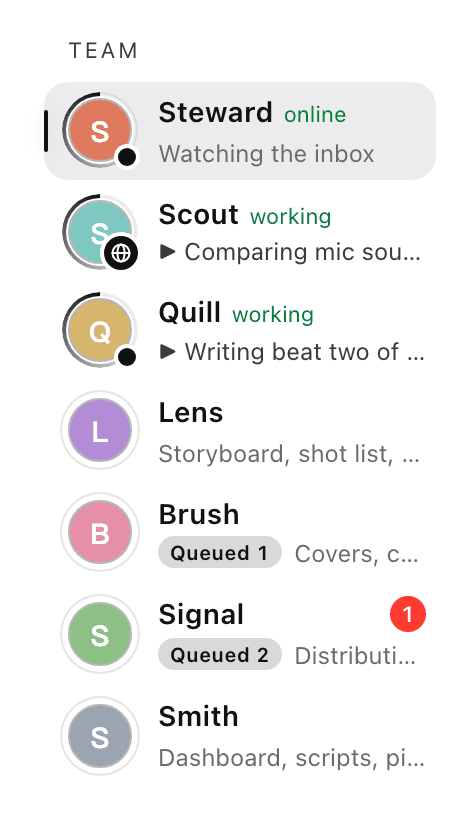 TEAM
S
Steward online
Watching the inbox
S
Scout working
Comparing mic sou...
Q
Quill working
Writing beat two of ...
L
Lens
Storyboard, shot list, ...
B
Brush
Queued 1 Covers, c...
S
Signal 1
Queued 2 Distributi...
S
Smith
Dashboard, scripts, pi...